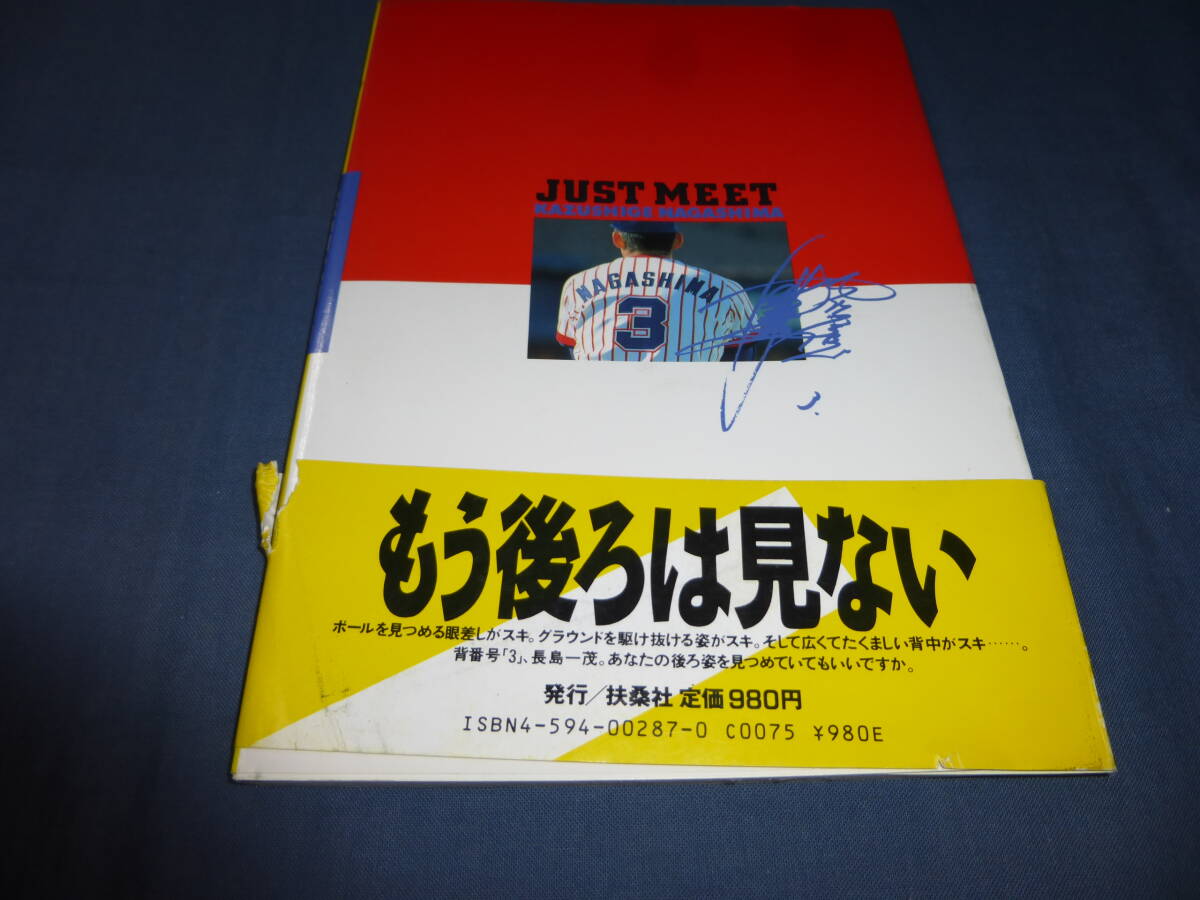 JUST MEET
KAZUSHIGE NAGASHIMA
NAGASHIMA
3
もう後ろは見ない
ボールを見つめる眼差しがスキ。グラウンドを駆け抜ける姿がスキ。そして広くてたくましい背中がスキ……。
背番号「3」、長島一茂。あなたの後ろ姿を見つめていてもいいですか。
発行/扶桑社 定価980円
ISBN4-594-00287-0 C0075 ¥980E